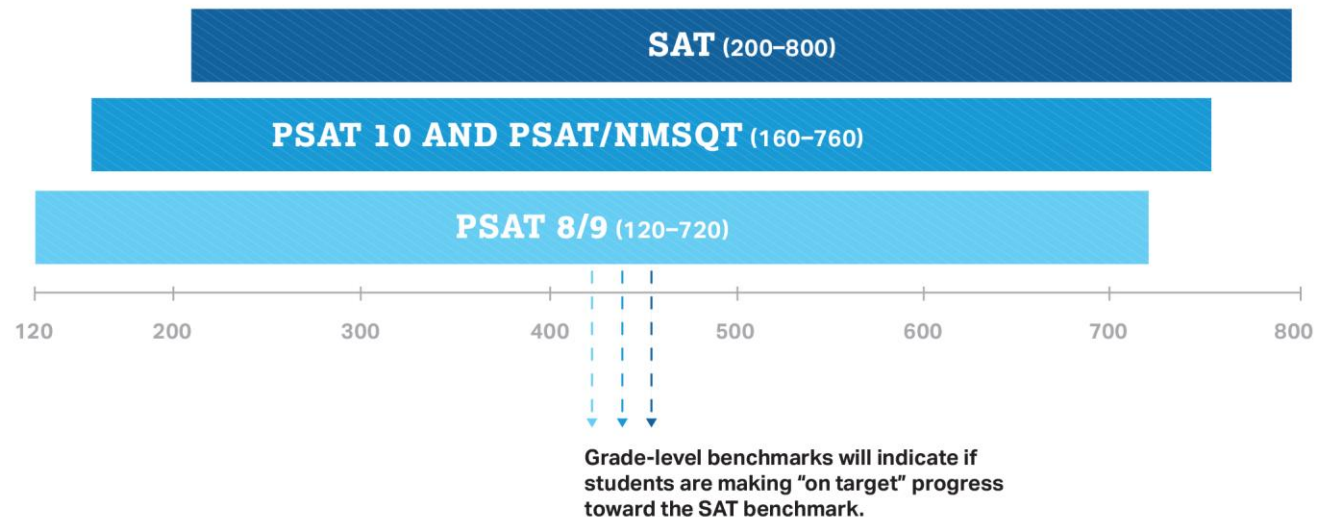 SAT (200–800)
PSAT 10 AND PSAT/NMSQT (160–760)
PSAT 8/9 (120–720)
120 200 300 400 500 600 700 800
Grade-level benchmarks will indicate if
students are making “on target” progress
toward the SAT benchmark.